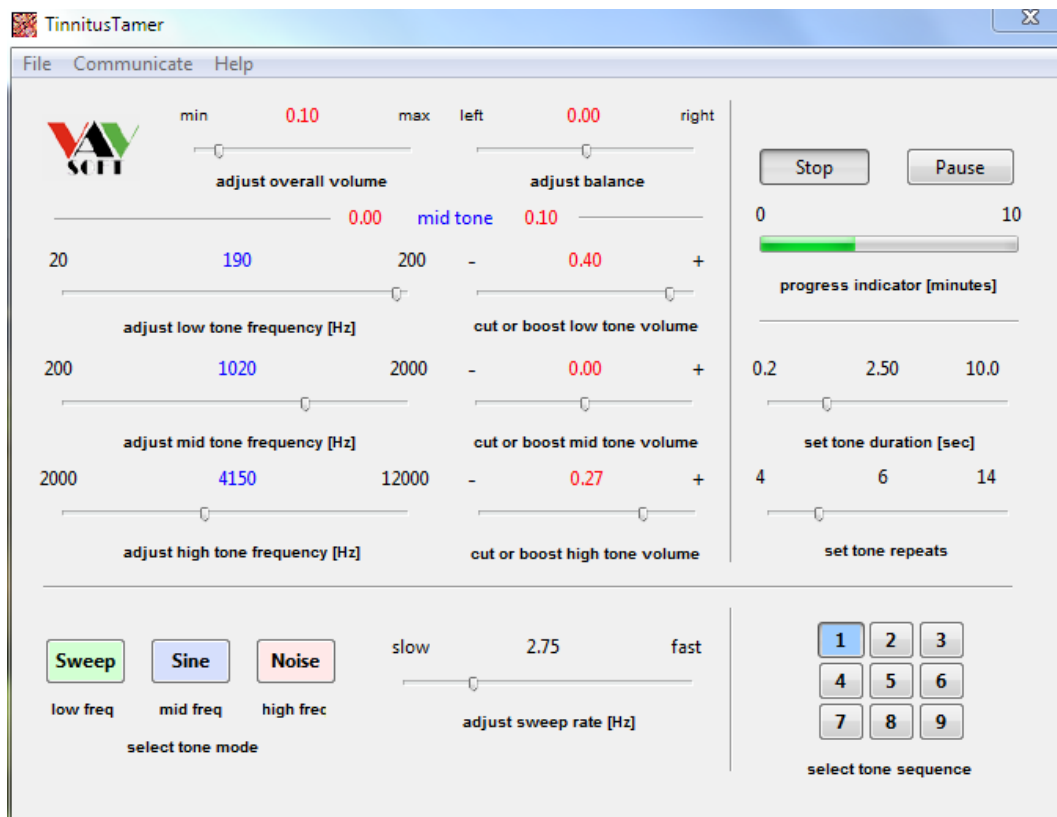 TinnitusTamer
X
File Communicate Help
VAV
SOFT
min 0.10 max
adjust overall volume
left 0.00 right
adjust balance
0.00 mid tone 0.10
20 190 200
adjust low tone frequency [Hz]
- 0.40 +
cut or boost low tone volume
200 1020 2000
adjust mid tone frequency [Hz]
- 0.00 +
cut or boost mid tone volume
2000 4150 12000
adjust high tone frequency [Hz]
- 0.27 +
cut or boost high tone volume
Stop Pause
0 10
progress indicator [minutes]
0.2 2.50 10.0
set tone duration [sec]
4 6 14
set tone repeats
Sweep Sine Noise
low freq mid freq high frec
select tone mode
slow 2.75 fast
adjust sweep rate [Hz]
1 2 3
4 5 6
7 8 9
select tone sequence